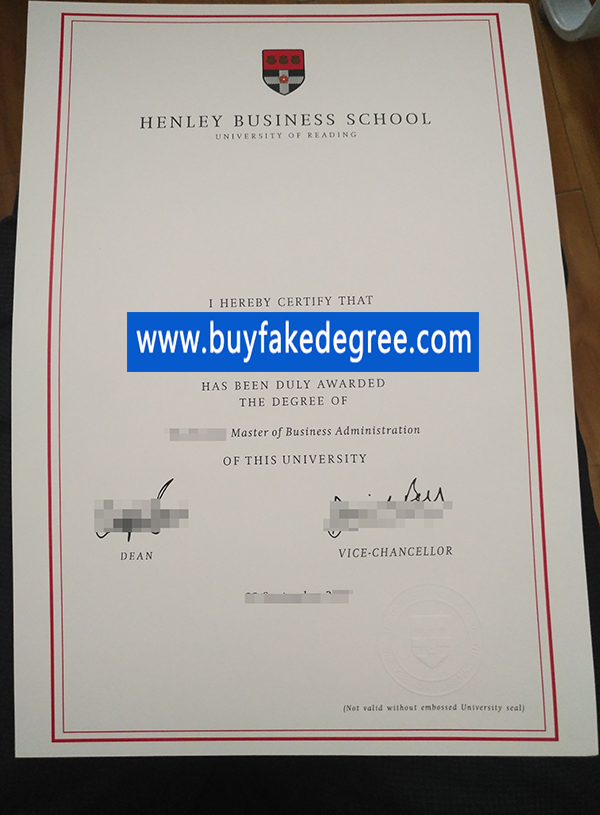 HENLEY BUSINESS SCHOOL
UNIVERSITY OF READING
I HEREBY CERTIFY THAT
www.buyfakedegree.com
HAS BEEN DULY AWARDED
THE DEGREE OF
Master of Business Administration
OF THIS UNIVERSITY
DEAN
VICE-CHANCELLOR
(Not valid without embossed University seal)